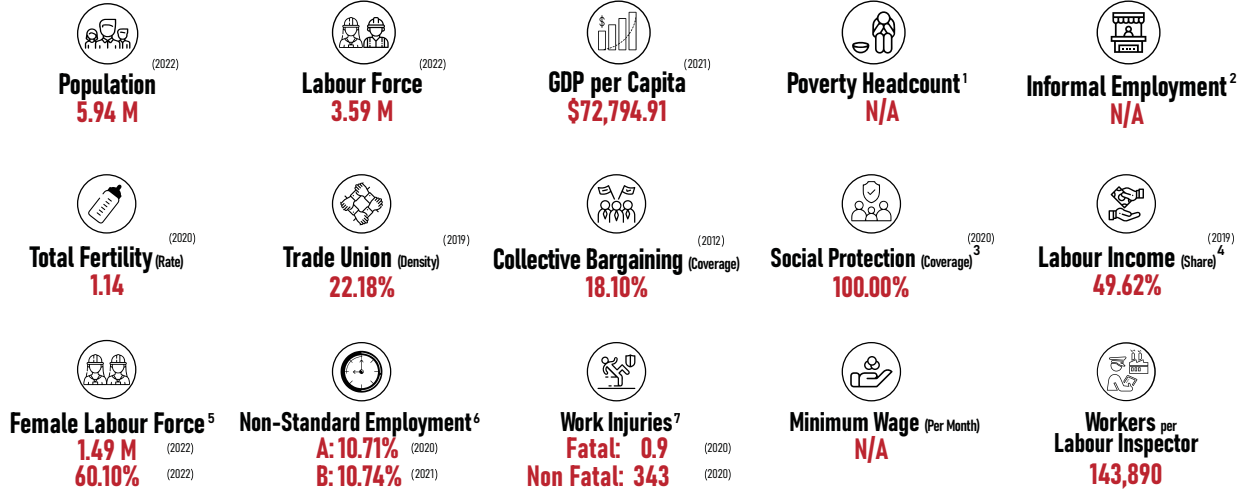 (2022)
Population
5.94 M
(2022)
Labour Force
3.59 M
$
(2021)
GDP per Capita
$72,794.91
Poverty Headcount 1
N/A
Informal Employment 2
N/A
(2020)
Total Fertility (Rate)
1.14
(2019)
Trade Union (Density)
22.18%
(2012)
Collective Bargaining (Coverage)
18.10%
(2020)
Social Protection (Coverage) 3
100.00%
(2019)
Labour Income (Share) 4
49.62%
Female Labour Force 5
1.49 M (2022)
60.10% (2022)
Non-Standard Employment 6
A: 10.71% (2020)
B: 10.74% (2021)
Work Injuries 7
Fatal: 0.9 (2020)
Non Fatal: 343 (2020)
Minimum Wage (Per Month)
N/A
Workers per
Labour Inspector
143,890